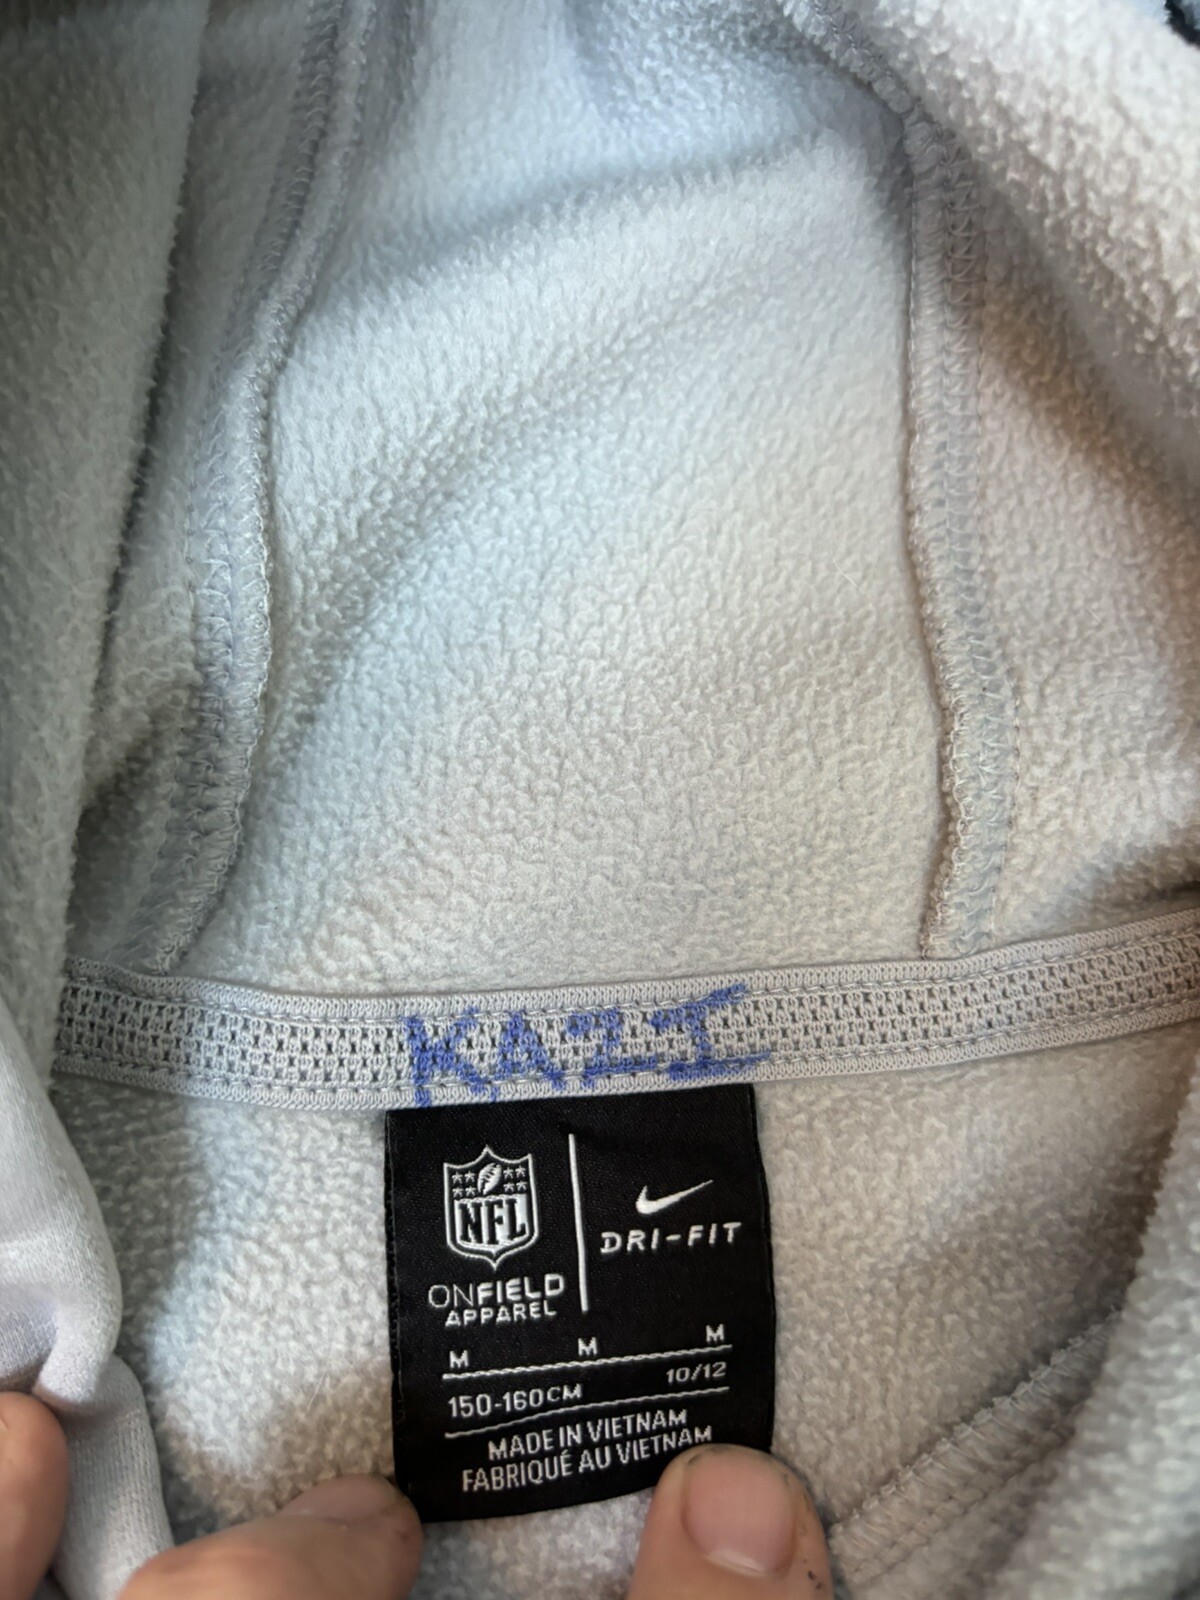 KAZI
NFL
DRI-FIT
ONFIELD
APPAREL
M M M
150-160CM 10/12
MADE IN VIETNAM
FABRIQUÉ AU VIETNAM